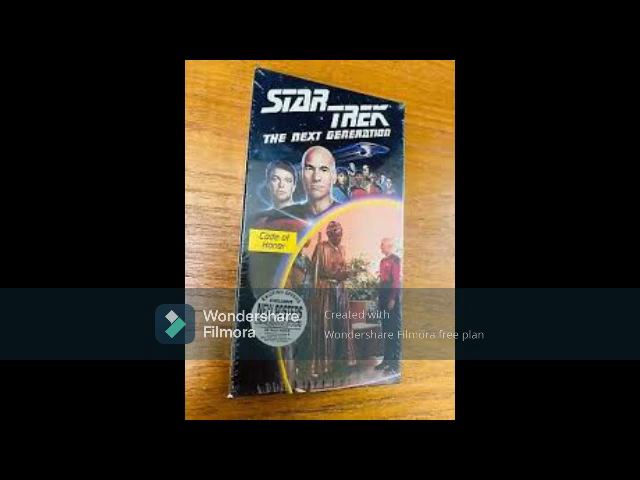 STAR
TREK
THE NEXT GENERATION
Code of
Honor
Wondershare
Filmora
Created with
Wondershare Filmora free plan